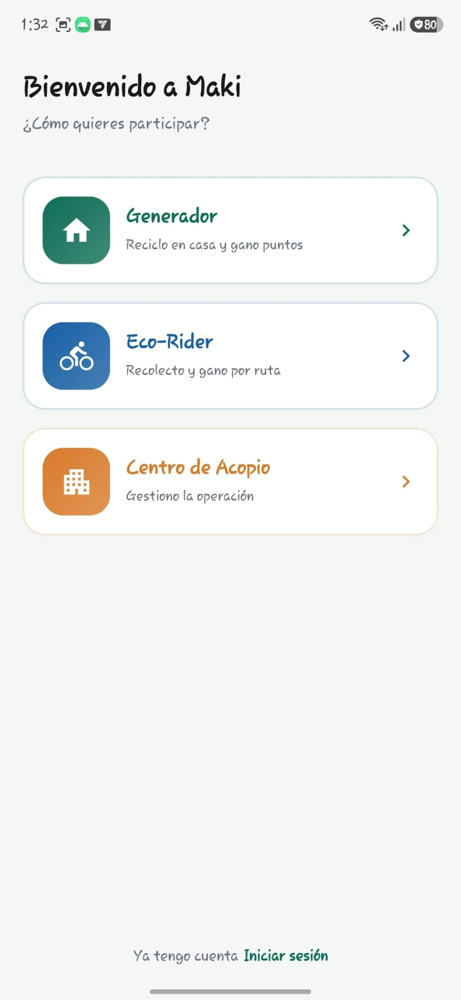 1:32
80
Bienvenido a Maki
¿Cómo quieres participar?
Generador
Reciclo en casa y gano puntos
Eco-Rider
Recolecto y gano por ruta
Centro de Acopio
Gestiono la operación
Ya tengo cuenta Iniciar sesión